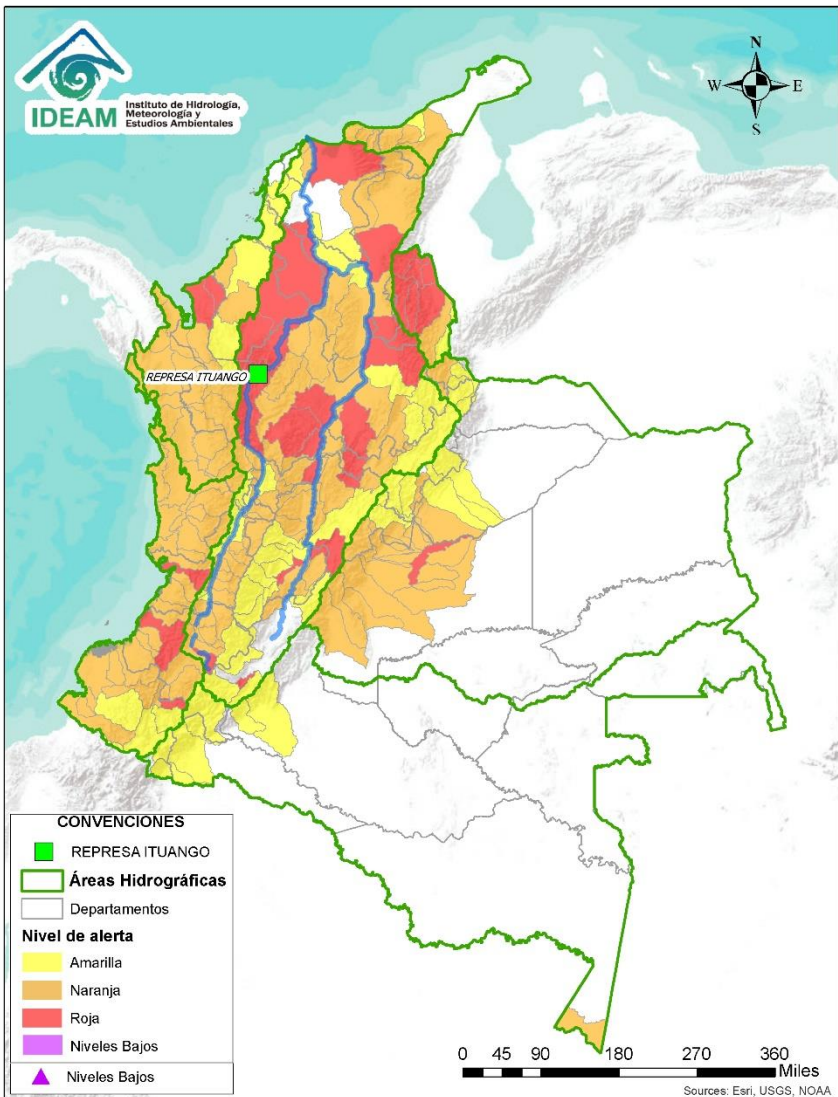 IDEAM
Instituto de Hidrología,
Meteorología y
Estudios Ambientales
N
W
E
S
REPRESA ITUANGO
CONVENCIONES
REPRESA ITUANGO
Áreas Hidrográficas
Departamentos
Nivel de alerta
Amarilla
Naranja
Roja
Niveles Bajos
Niveles Bajos
0 45 90 180 270 360
Miles
Sources: Esri, USGS, NOAA